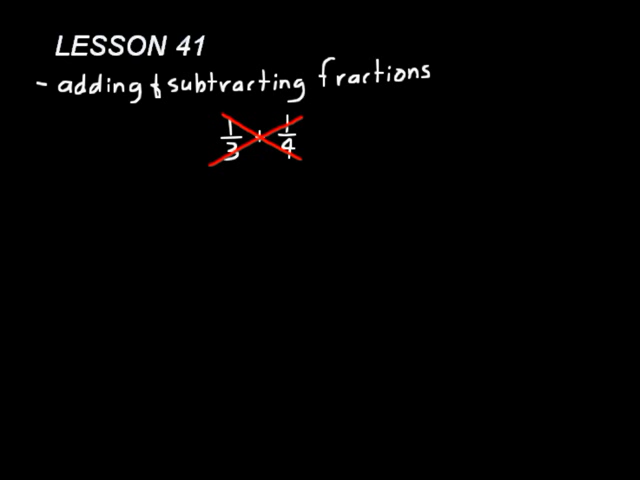 LESSON 41
- adding & subtracting fractions
1/3 + 1/4